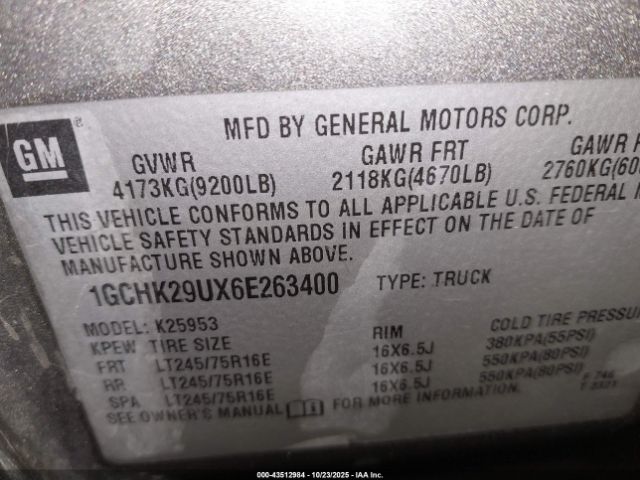 MFD BY GENERAL MOTORS CORP.
GM ®
GVWR GAWR FRT GAWR
4173KG(9200LB) 2118KG(4670LB) 2760KG(60
THIS VEHICLE CONFORMS TO ALL APPLICABLE U.S. FEDERAL
VEHICLE SAFETY STANDARDS IN EFFECT ON THE DATE OF
MANUFACTURE SHOWN ABOVE.
1GCHK29UX6E263400 TYPE: TRUCK
MODEL: K25953
KPEW TIRE SIZE RIM COLD TIRE PRESSUR
FRT LT245/75R16E 16X6.5J 380KPA(55PSI)
RR LT245/75R16E 16X6.5J 550KPA(80PSI)
SPA LT245/75R16E 16X6.5J 550KPA(80PSI)
SEE OWNER'S MANUAL FOR MORE INFORMATION.
000-43512984 | 10/23/2025 - IAA Inc.